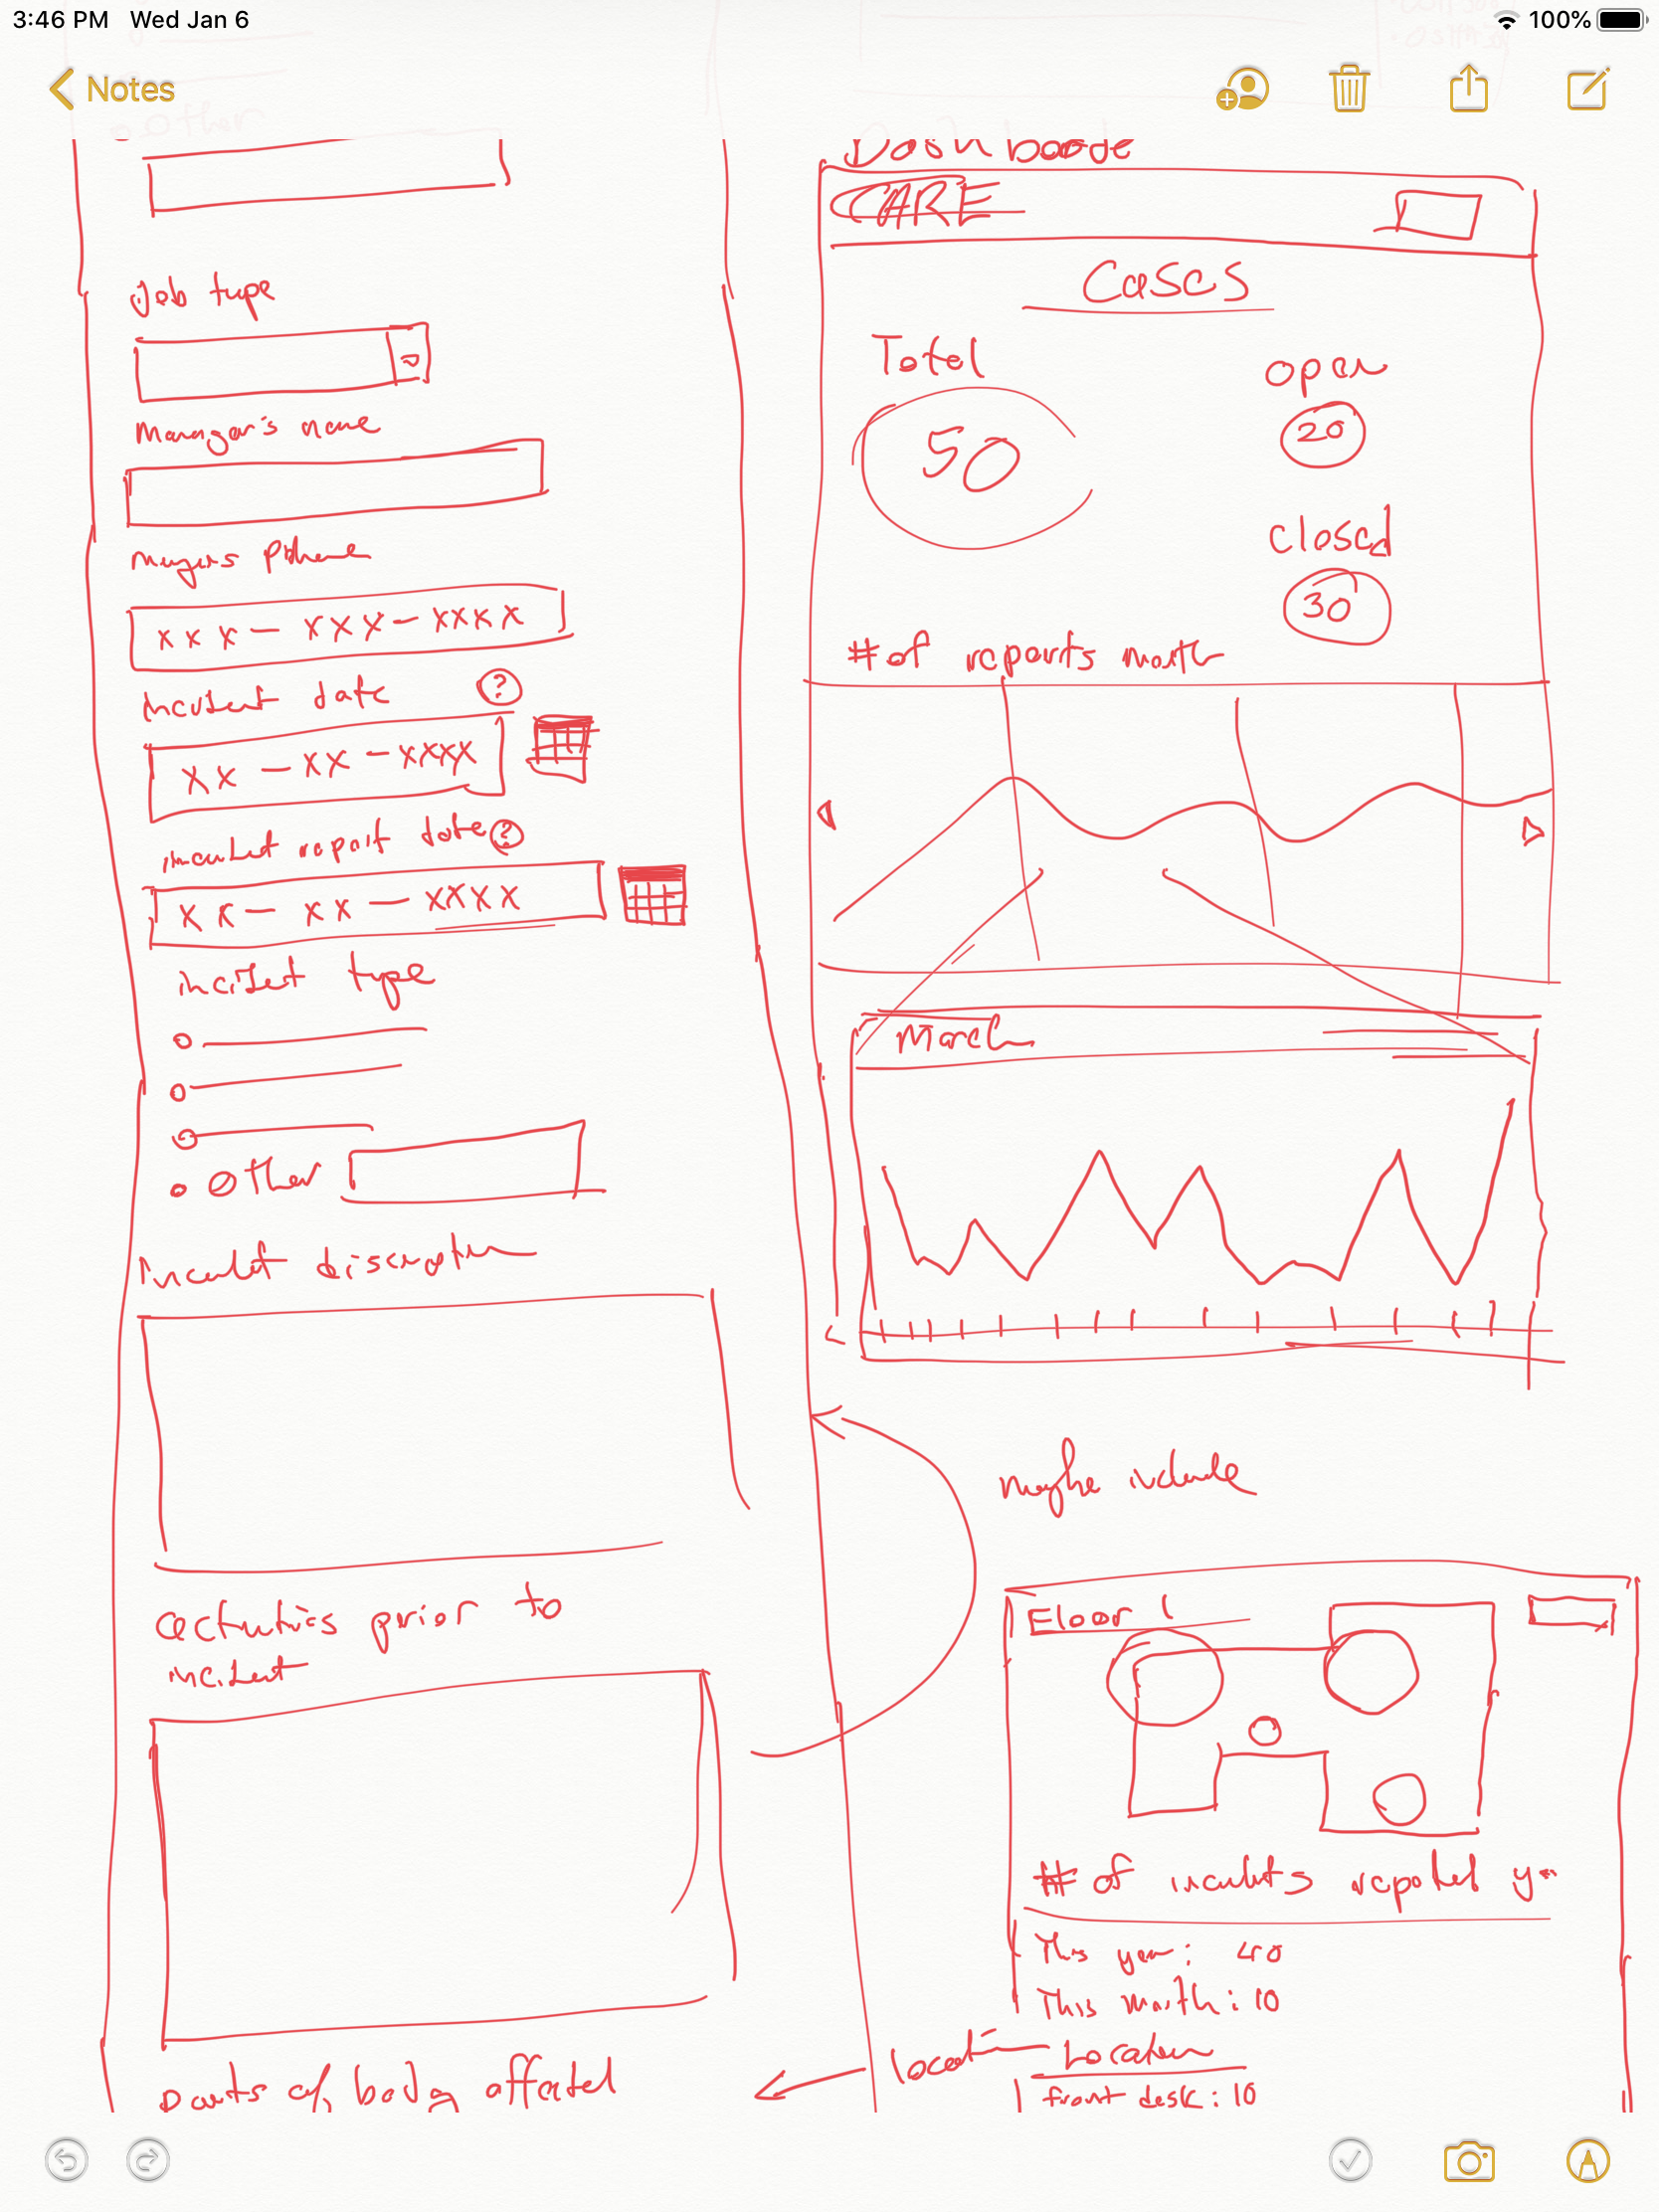 3:46 PM Wed Jan 6
100%
Notes
Other
Job type
Manager's name
Phone
xxx - xxx - xxxx
Incident date ?
xx - xx - xxxx
incident report date ?
xx - xx - xxxx
incident type
Other
Incident
activities prior to
incident
Parts of body affected
Dashboard
CARE
Cases
Total
50
open
20
closed
30
# of reports month
March
maybe include
Floor 1
# of incidents reported
This year: 40
This month: 10
location
Location
front desk: 10